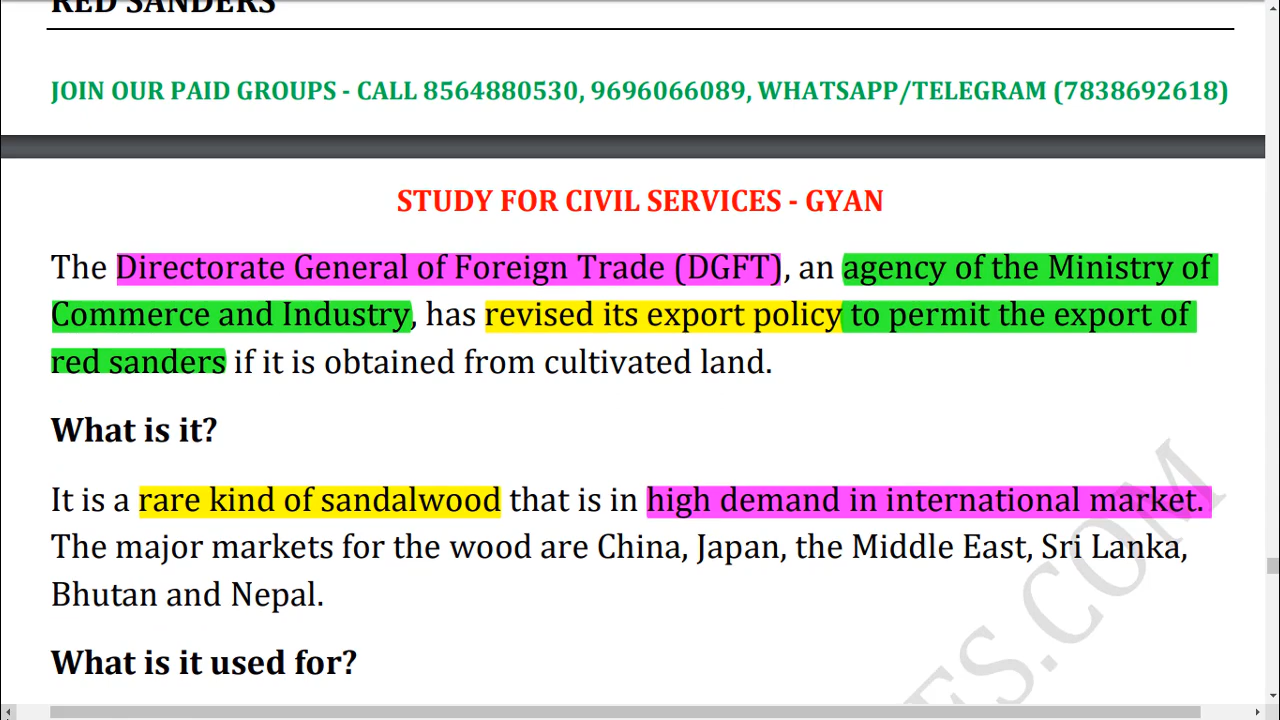 RED SANDERS
JOIN OUR PAID GROUPS - CALL 8564880530, 9696066089, WHATSAPP/TELEGRAM (7838692618)
STUDY FOR CIVIL SERVICES - GYAN
The Directorate General of Foreign Trade (DGFT), an agency of the Ministry of
Commerce and Industry, has revised its export policy to permit the export of
red sanders if it is obtained from cultivated land.
What is it?
It is a rare kind of sandalwood that is in high demand in international market.
The major markets for the wood are China, Japan, the Middle East, Sri Lanka,
Bhutan and Nepal.
What is it used for?
ES.COM